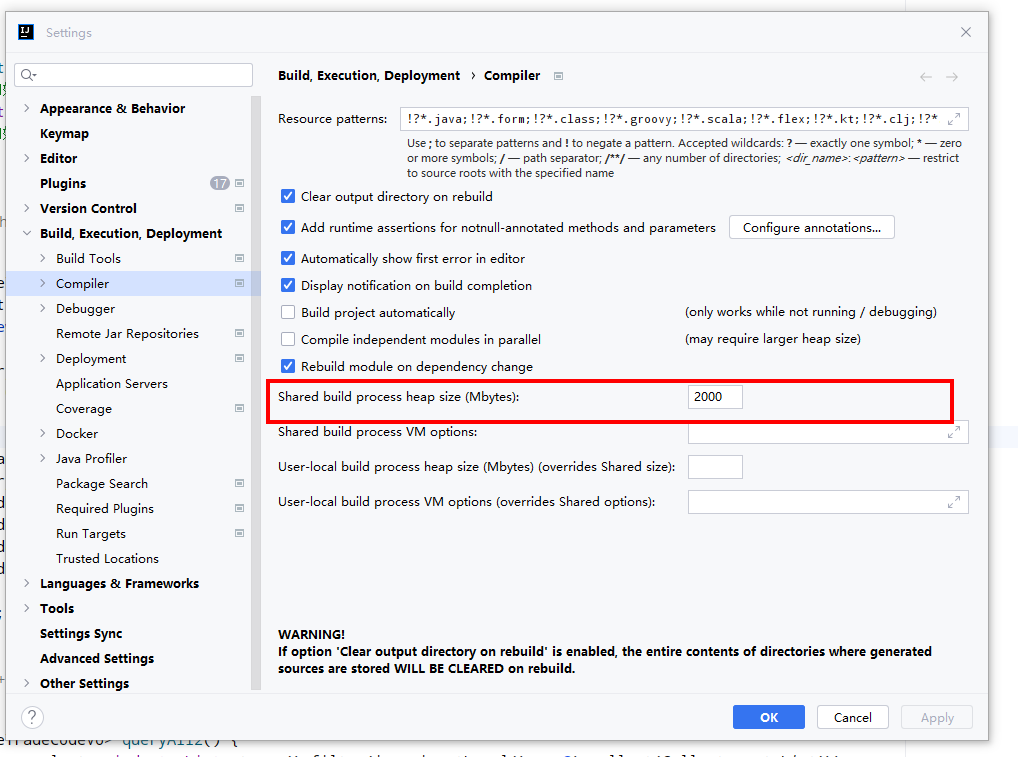 Settings
Build, Execution, Deployment › Compiler
Appearance & Behavior
Keymap
Editor
Plugins 17
Version Control
Build, Execution, Deployment
Build Tools
Compiler
Debugger
Remote Jar Repositories
Deployment
Application Servers
Coverage
Docker
Java Profiler
Package Search
Required Plugins
Run Targets
Trusted Locations
Languages & Frameworks
Tools
Settings Sync
Advanced Settings
Other Settings
Resource patterns: !?*.java;!?*.form;!?*.class;!?*.groovy;!?*.scala;!?*.flex;!?*.kt;!?*.clj;!?*
Use ; to separate patterns and ! to negate a pattern. Accepted wildcards: ? — exactly one symbol; * — zero
or more symbols; / — path separator; /**/ — any number of directories; <dir_name>:<pattern> — restrict
to source roots with the specified name
Clear output directory on rebuild
Add runtime assertions for notnull-annotated methods and parameters Configure annotations...
Automatically show first error in editor
Display notification on build completion
Build project automatically (only works while not running / debugging)
Compile independent modules in parallel (may require larger heap size)
Rebuild module on dependency change
Shared build process heap size (Mbytes): 2000
Shared build process VM options:
User-local build process heap size (Mbytes) (overrides Shared size):
User-local build process VM options (overrides Shared options):
WARNING!
If option 'Clear output directory on rebuild' is enabled, the entire contents of directories where generated
sources are stored WILL BE CLEARED on rebuild.
? OK Cancel Apply
queryAll2() {